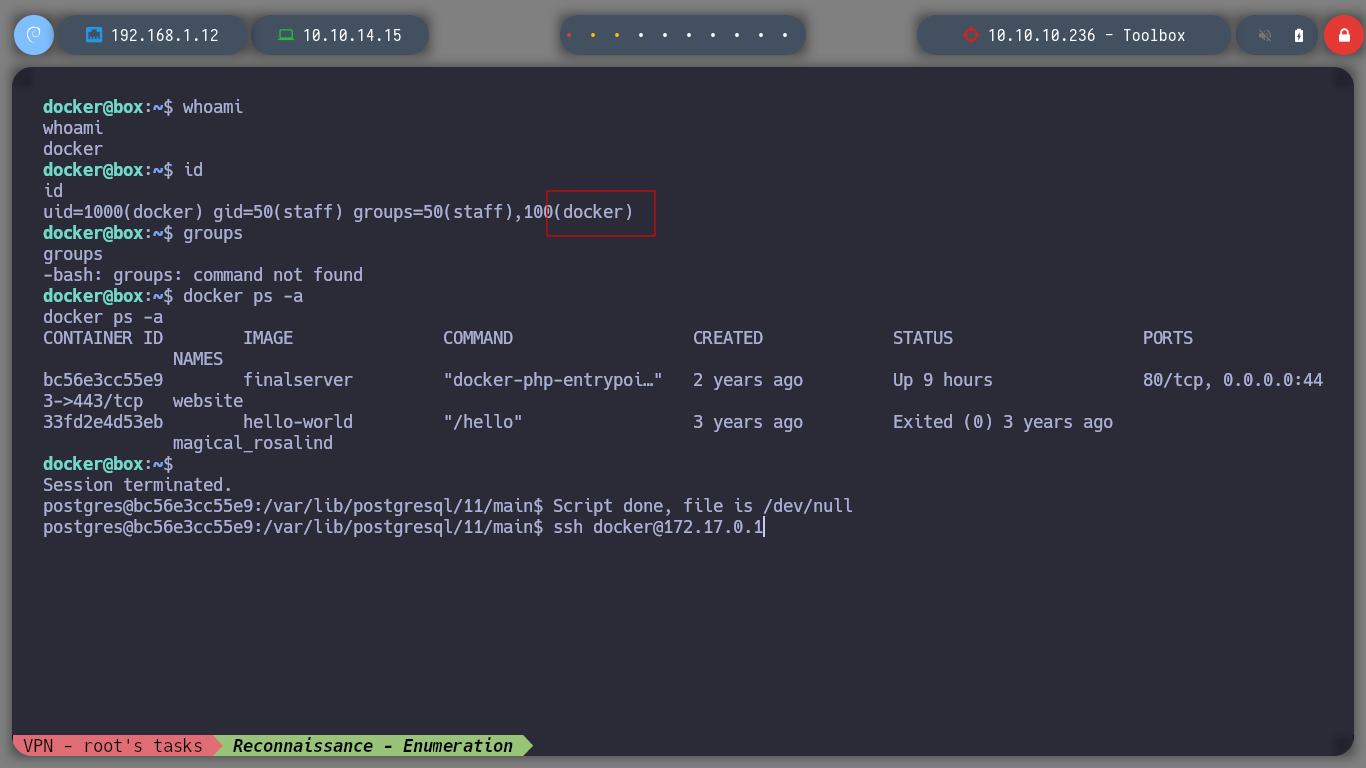 192.168.1.12 10.10.14.15 10.10.10.236 - Toolbox
docker@box:~$ whoami
whoami
docker
docker@box:~$ id
id
uid=1000(docker) gid=50(staff) groups=50(staff),100(docker)
docker@box:~$ groups
groups
-bash: groups: command not found
docker@box:~$ docker ps -a
docker ps -a
CONTAINER ID        IMAGE               COMMAND                  CREATED             STATUS                   PORTS
             NAMES
bc56e3cc55e9        finalserver         "docker-php-entrypoi…"   2 years ago         Up 9 hours               80/tcp, 0.0.0.0:44
3->443/tcp   website
33fd2e4d53eb        hello-world         "/hello"                 3 years ago         Exited (0) 3 years ago
             magical_rosalind
docker@box:~$
Session terminated.
postgres@bc56e3cc55e9:/var/lib/postgresql/11/main$ Script done, file is /dev/null
postgres@bc56e3cc55e9:/var/lib/postgresql/11/main$ ssh docker@172.17.0.1
VPN - root's tasks Reconnaissance - Enumeration